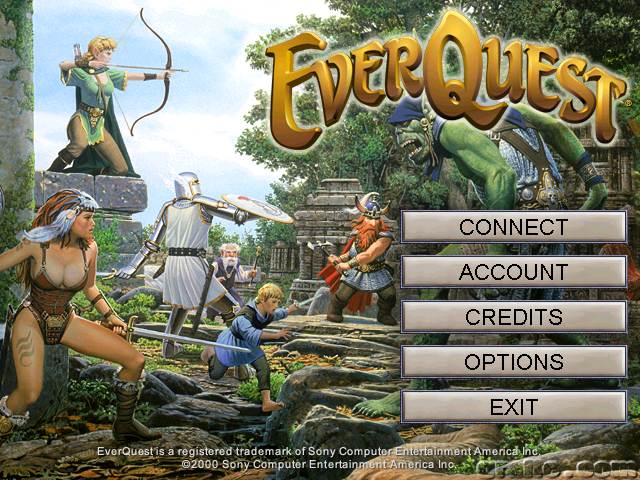 EverQuest®
CONNECT
ACCOUNT
CREDITS
OPTIONS
EXIT
EverQuest is a registered trademark of Sony Computer Entertainment America Inc.
©2000 Sony Computer Entertainment America Inc.